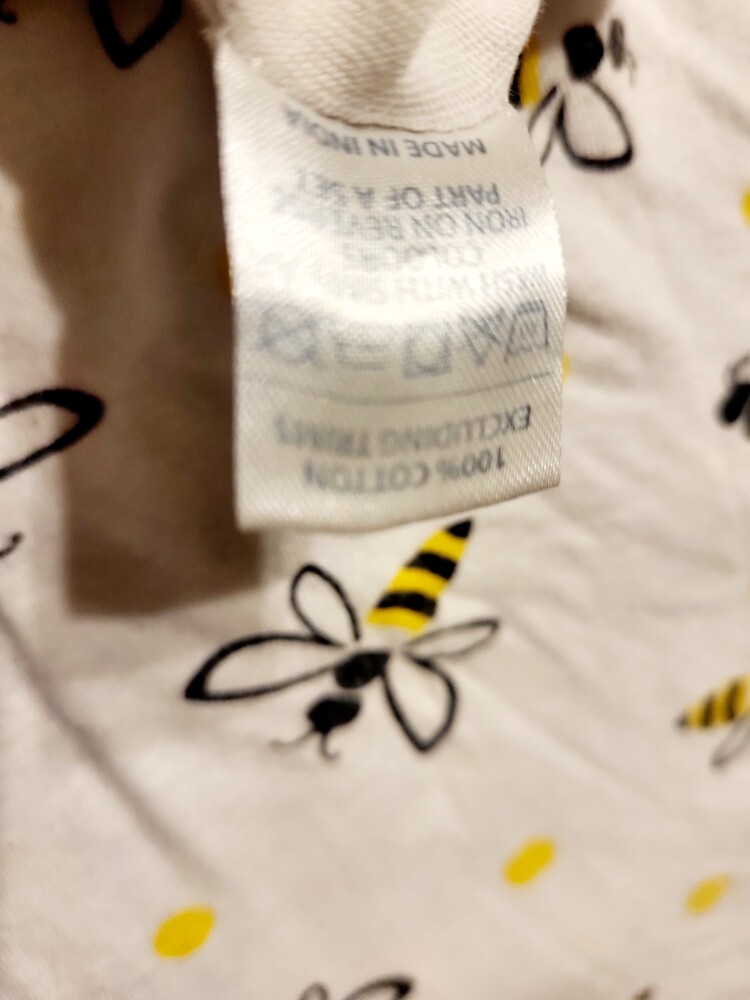 100% COTTON
EXCLUDING TRIMS
WASH WITH
COLOURS
IRON ON REVERSE
PART OF A SET
MADE IN INDIA